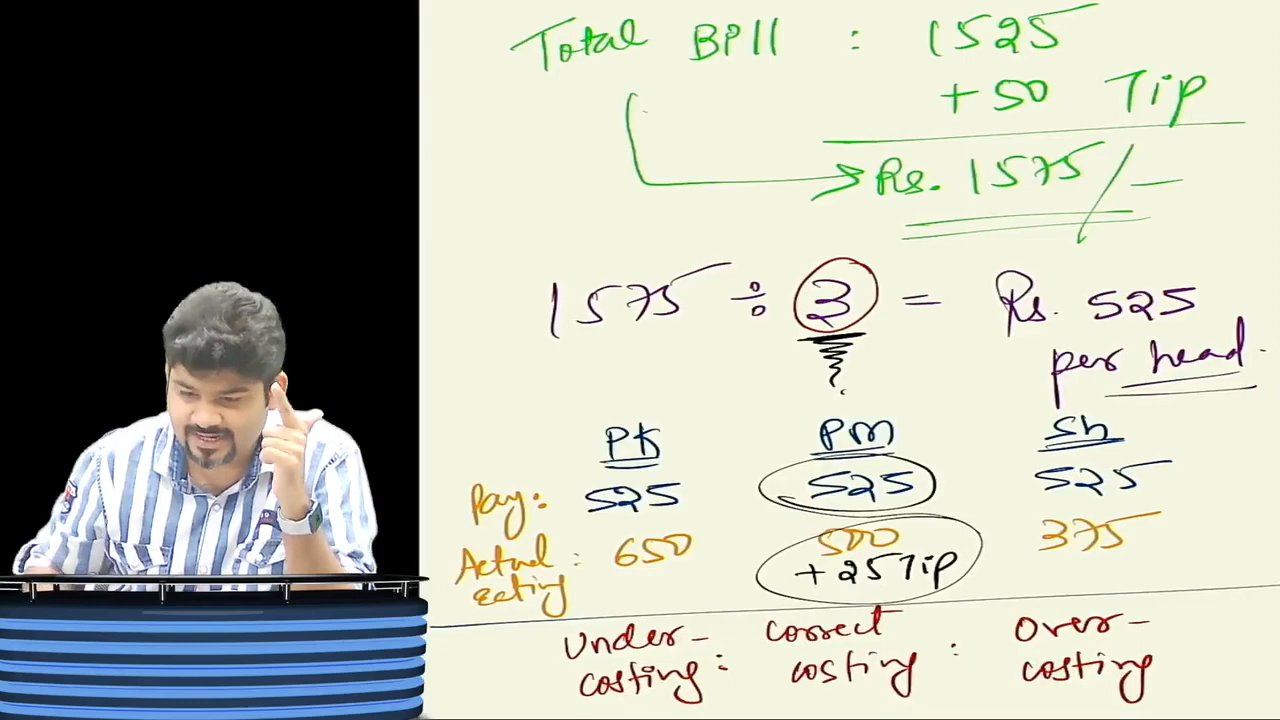 Total Bill : 1525
+ 50 Tip
Rs. 1575/-
1575 ÷ 3 = Rs. 525
per head.
PK PM Sh
Pay: 525 525 525
Actual : 650 500 375
Eating + 25 Tip
Under- Correct Over-
costing : costing : costing